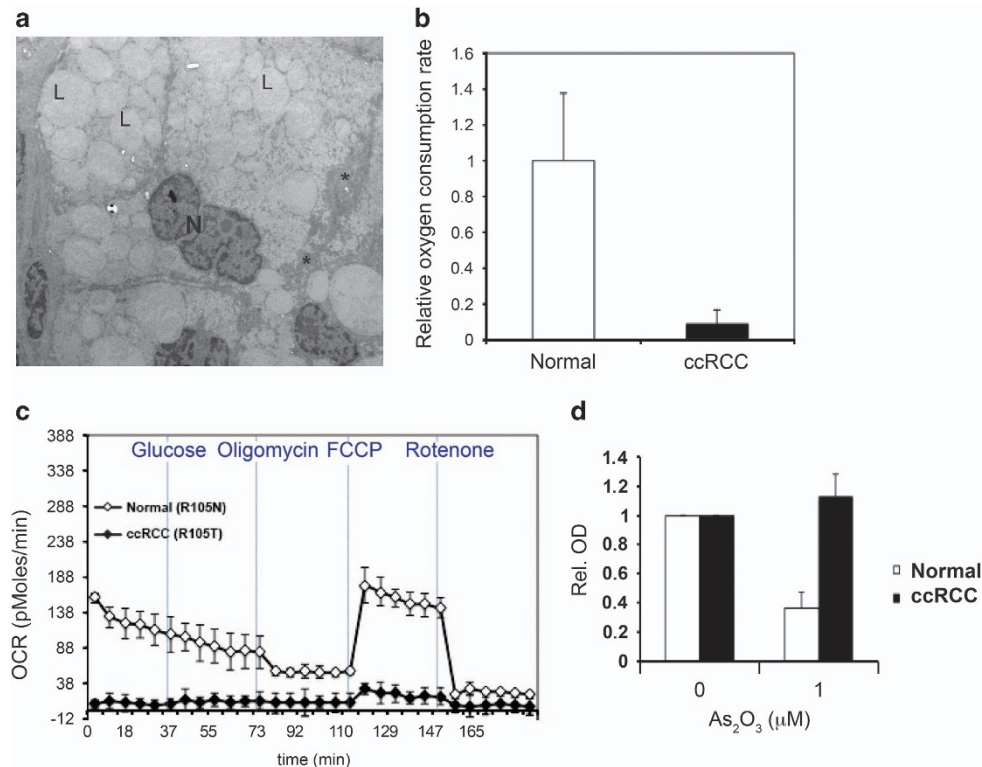 a
L
L
L
N
*
*
b
Relative oxygen consumption rate
1.6
1.4
1.2
1
0.8
0.6
0.4
0.2
0
Normal
ccRCC
c
OCR (pMoles/min)
388
338
288
238
188
138
88
38
-12
Glucose Oligomycin FCCP Rotenone
Normal (R105N)
ccRCC (R105T)
0 18 37 55 73 92 110 129 147 165
time (min)
d
Rel. OD
1.4
1.2
1
0.8
0.6
0.4
0.2
0
0 1
As₂O₃ (μM)
Normal
ccRCC